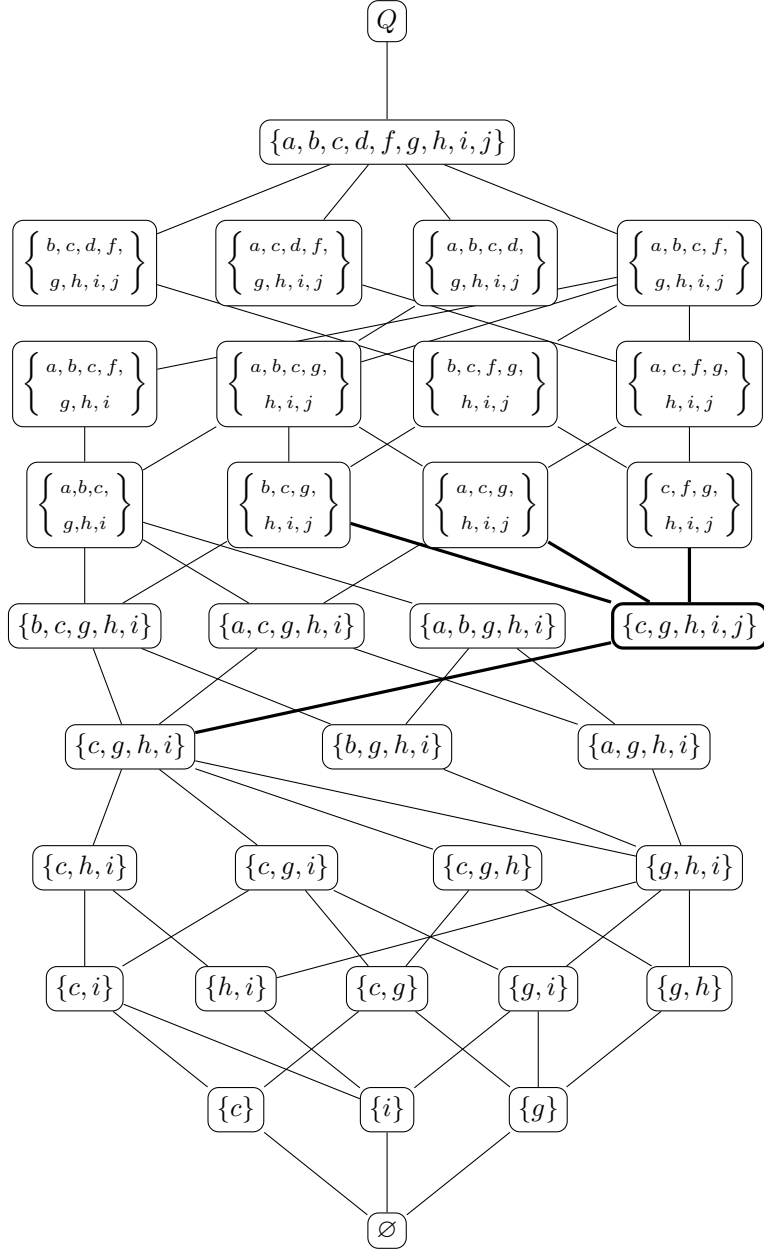 Q
{a, b, c, d, f, g, h, i, j}
{ b, c, d, f,
g, h, i, j }
{ a, c, d, f,
g, h, i, j }
{ a, b, c, d,
g, h, i, j }
{ a, b, c, f,
g, h, i, j }
{ a, b, c, f,
g, h, i }
{ a, b, c, g,
h, i, j }
{ b, c, f, g,
h, i, j }
{ a, c, f, g,
h, i, j }
{ a,b,c,
g,h,i }
{ b, c, g,
h, i, j }
{ a, c, g,
h, i, j }
{ c, f, g,
h, i, j }
{b, c, g, h, i}
{a, c, g, h, i}
{a, b, g, h, i}
{c, g, h, i, j}
{c, g, h, i}
{b, g, h, i}
{a, g, h, i}
{c, h, i}
{c, g, i}
{c, g, h}
{g, h, i}
{c, i}
{h, i}
{c, g}
{g, i}
{g, h}
{c}
{i}
{g}
∅